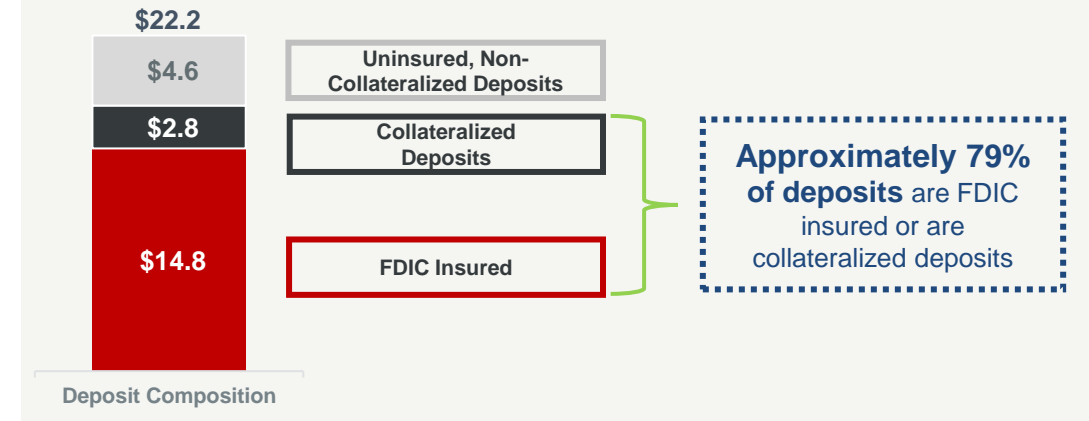 $22.2
$4.6
$2.8
$14.8
Deposit Composition
Uninsured, Non-
Collateralized Deposits
Collateralized
Deposits
FDIC Insured
Approximately 79%
of deposits are FDIC
insured or are
collateralized deposits